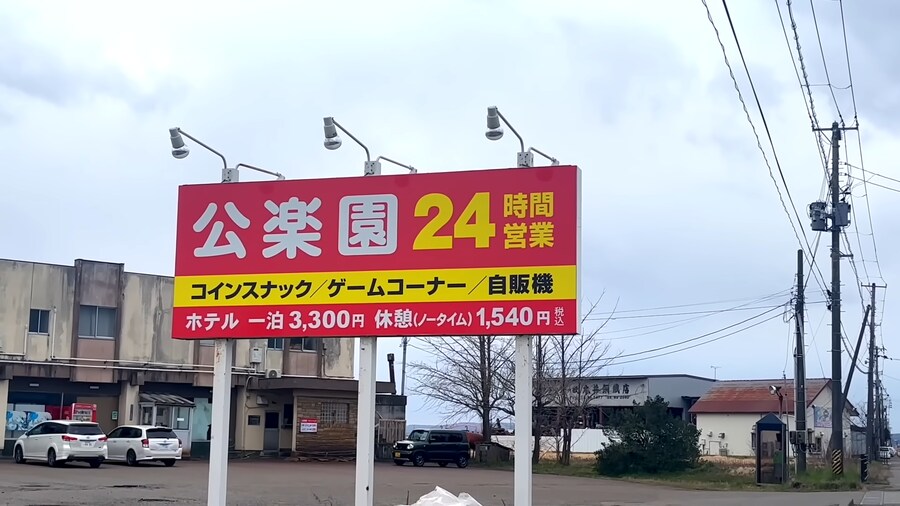 公楽園 24時間営業
コインスナック/ゲームコーナー/自販機
ホテル 一泊 3,300円 休憩(ノータイム) 1,540円 税込